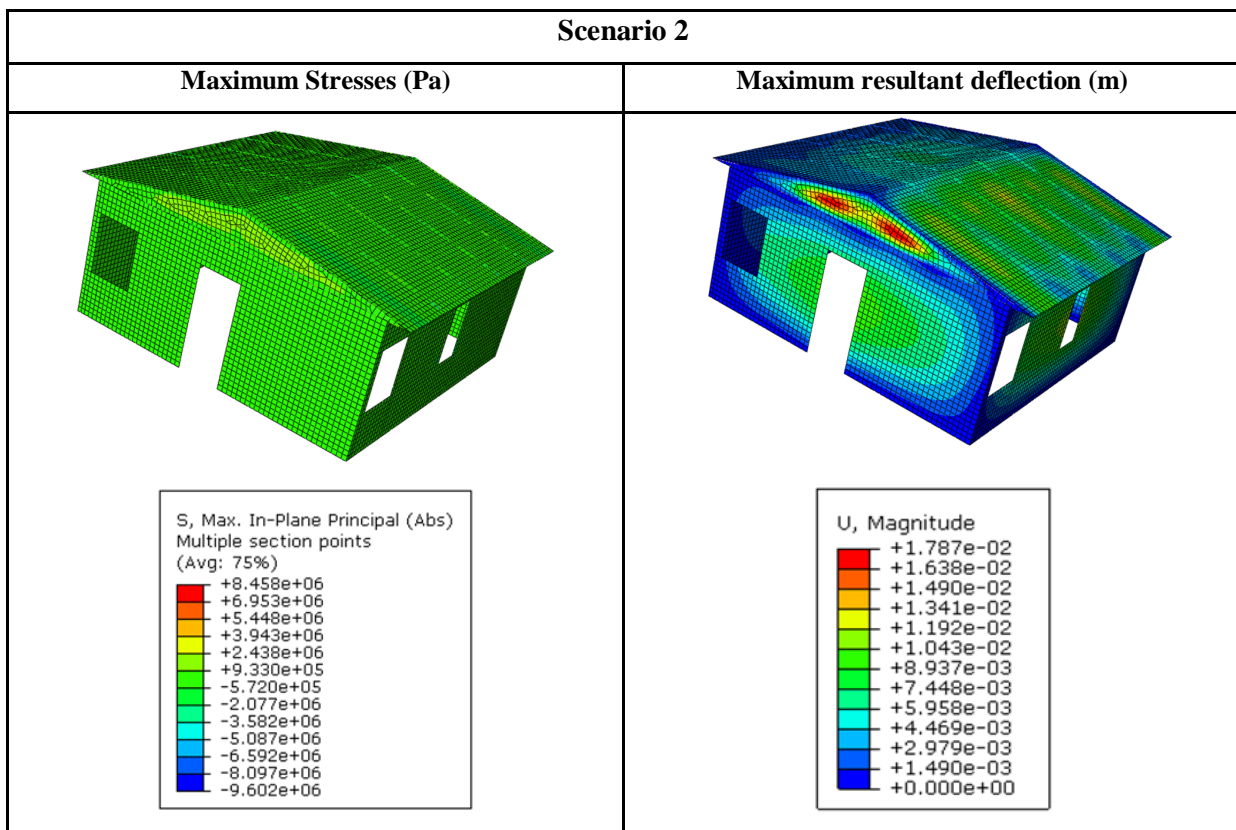 Scenario 2
Maximum Stresses (Pa)
Maximum resultant deflection (m)
S, Max. In-Plane Principal (Abs)
Multiple section points
(Avg: 75%)
+8.458e+06
+6.953e+06
+5.448e+06
+3.943e+06
+2.438e+06
+9.330e+05
-5.720e+05
-2.077e+06
-3.582e+06
-5.087e+06
-6.592e+06
-8.097e+06
-9.602e+06
U, Magnitude
+1.787e-02
+1.638e-02
+1.490e-02
+1.341e-02
+1.192e-02
+1.043e-02
+8.937e-03
+7.448e-03
+5.958e-03
+4.469e-03
+2.979e-03
+1.490e-03
+0.000e+00